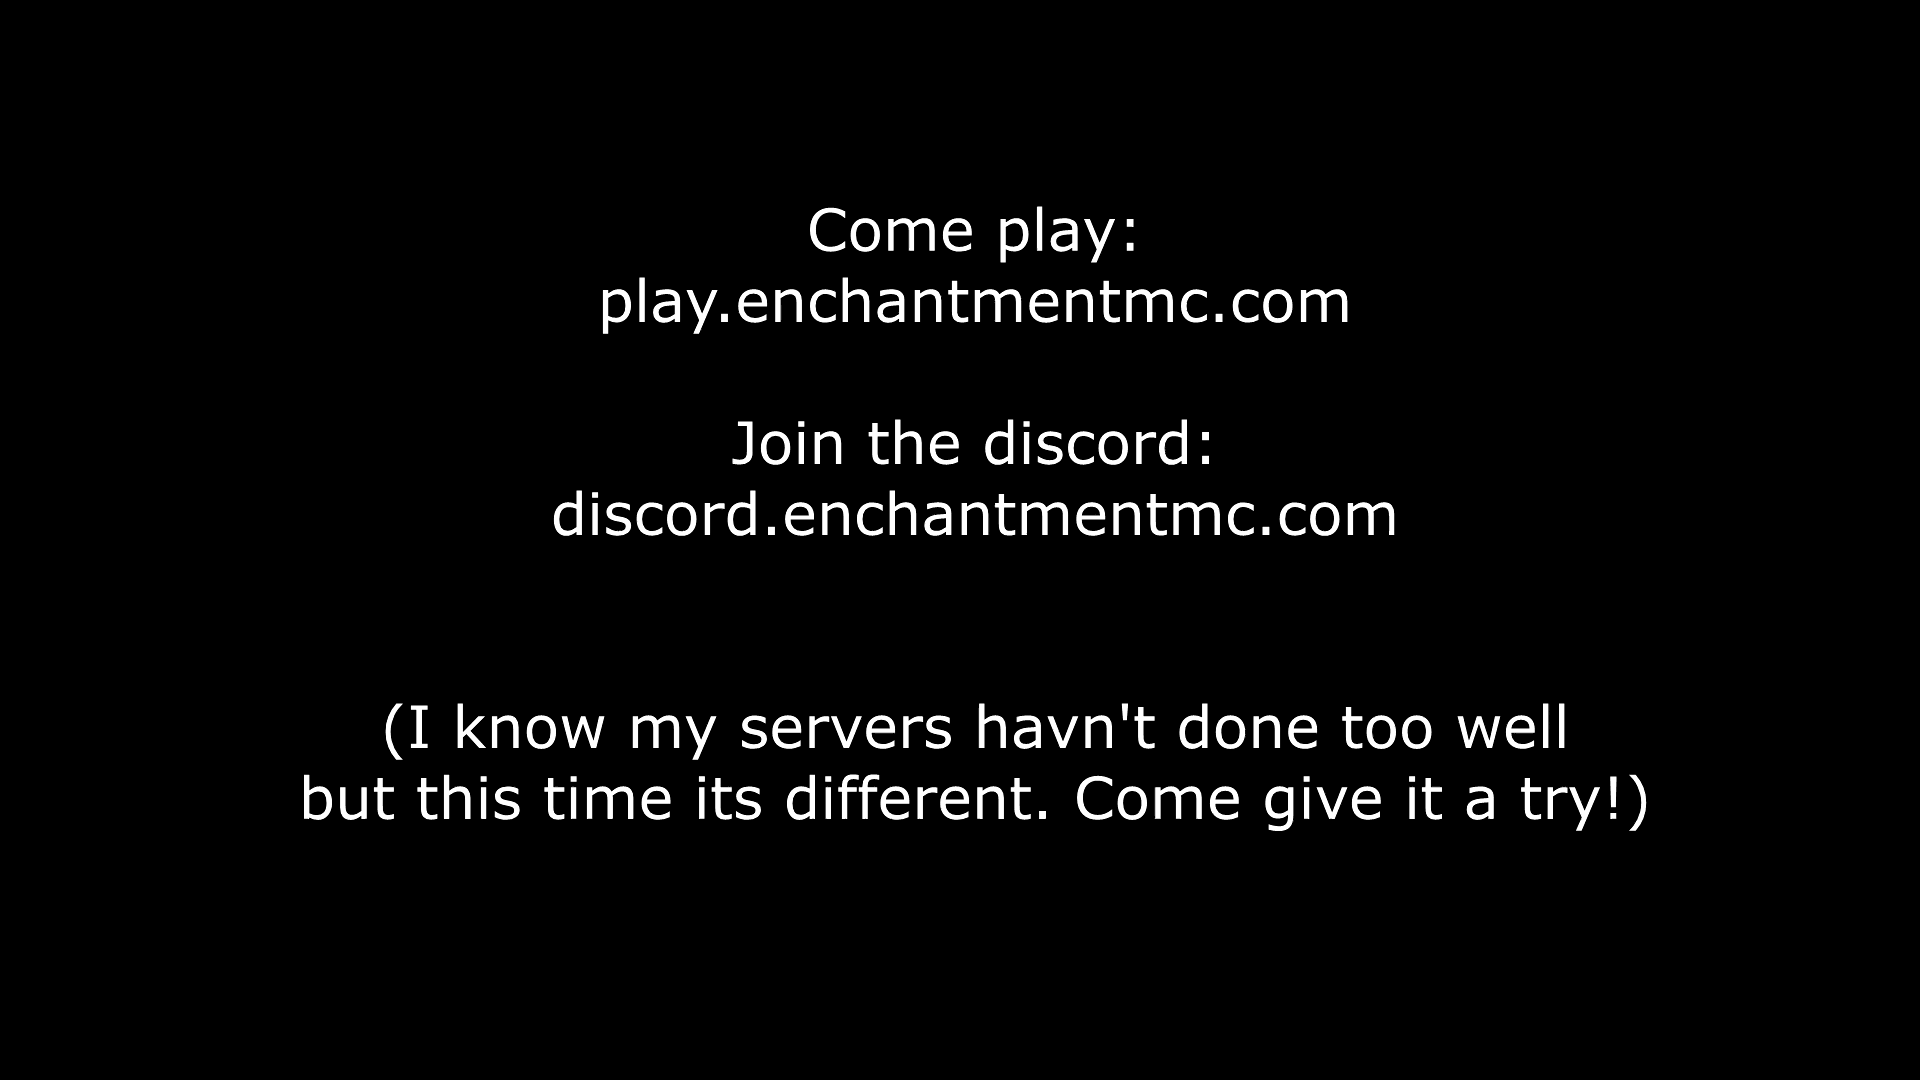 Come play:
play.enchantmentmc.com
Join the discord:
discord.enchantmentmc.com
(I know my servers havn't done too well
but this time its different. Come give it a try!)